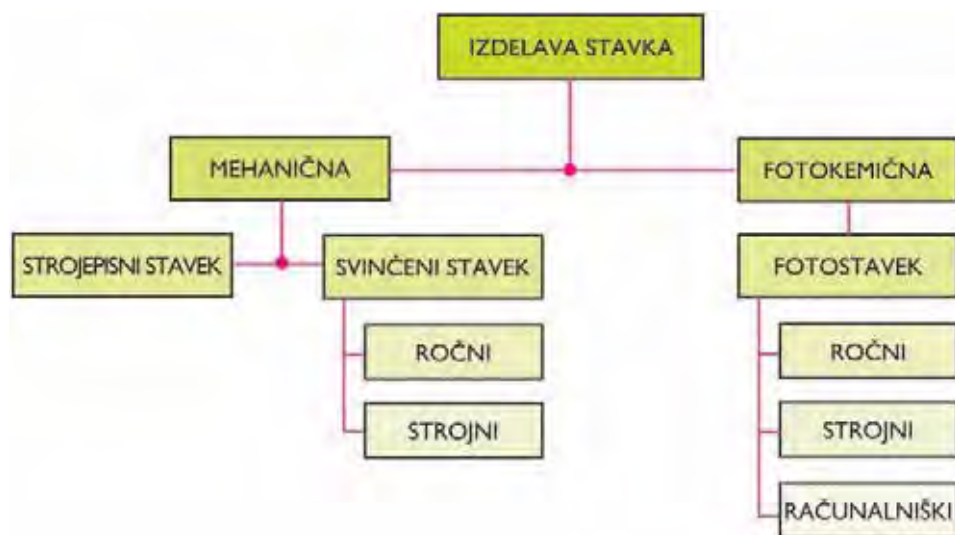 IZDELAVA STAVKA
MEHANIČNA
FOTOKEMIČNA
STROJEPISNI STAVEK
SVINČENI STAVEK
FOTOSTAVEK
ROČNI
ROČNI
STROJNI
STROJNI
RAČUNALNIŠKI